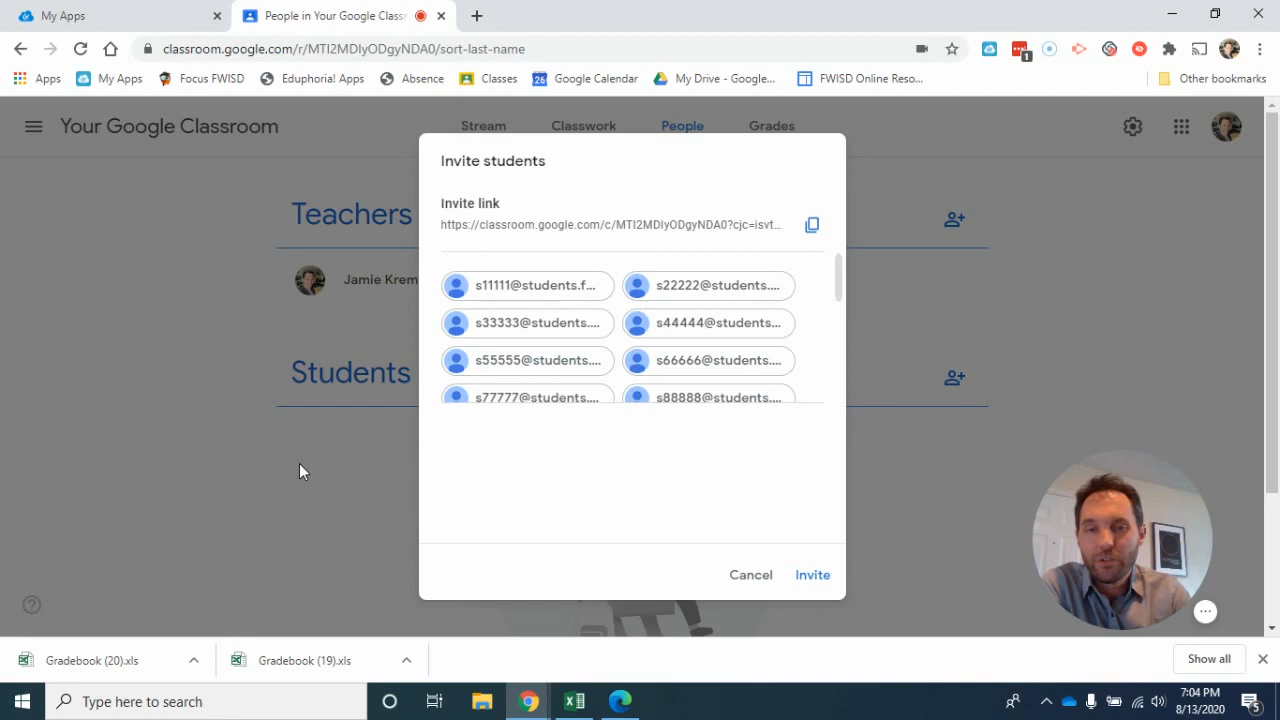 My Apps
People in Your Google Class
classroom.google.com/r/MTI2MDIyODgyNDA0/sort-last-name
1
Apps
My Apps
Focus FWISD
Eduphoria! Apps
Absence
Classes
26
Google Calendar
My Drive - Google...
FWISD Online Reso...
Other bookmarks
Your Google Classroom
Stream
Classwork
People
Grades
Invite students
Invite link
https://classroom.google.com/c/MTI2MDIyODgyNDA0?cjc=isvt...
Teachers
Jamie Krem
s11111@students.f...
s22222@students....
s33333@students....
s44444@students...
s55555@students....
s66666@students....
Students
s77777@students....
s88888@students....
Cancel
Invite
Gradebook (20).xls
Gradebook (19).xls
Show all
Type here to search
7:04 PM
8/13/2020
5